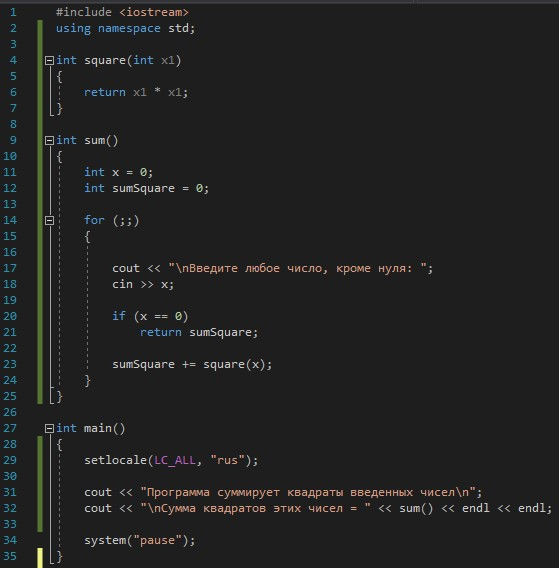 1 #include <iostream>
2 using namespace std;
3
4 int square(int x1)
5 {
6 return x1 * x1;
7 }
8
9 int sum()
10 {
11 int x = 0;
12 int sumSquare = 0;
13
14 for (;;)
15 {
16
17 cout << "\nВведите любое число, кроме нуля: ";
18 cin >> x;
19
20 if (x == 0)
21 return sumSquare;
22
23 sumSquare += square(x);
24 }
25 }
26
27 int main()
28 {
29 setlocale(LC_ALL, "rus");
30
31 cout << "Программа суммирует квадраты введенных чисел\n";
32 cout << "\nСумма квадратов этих чисел = " << sum() << endl << endl;
33
34 system("pause");
35 }